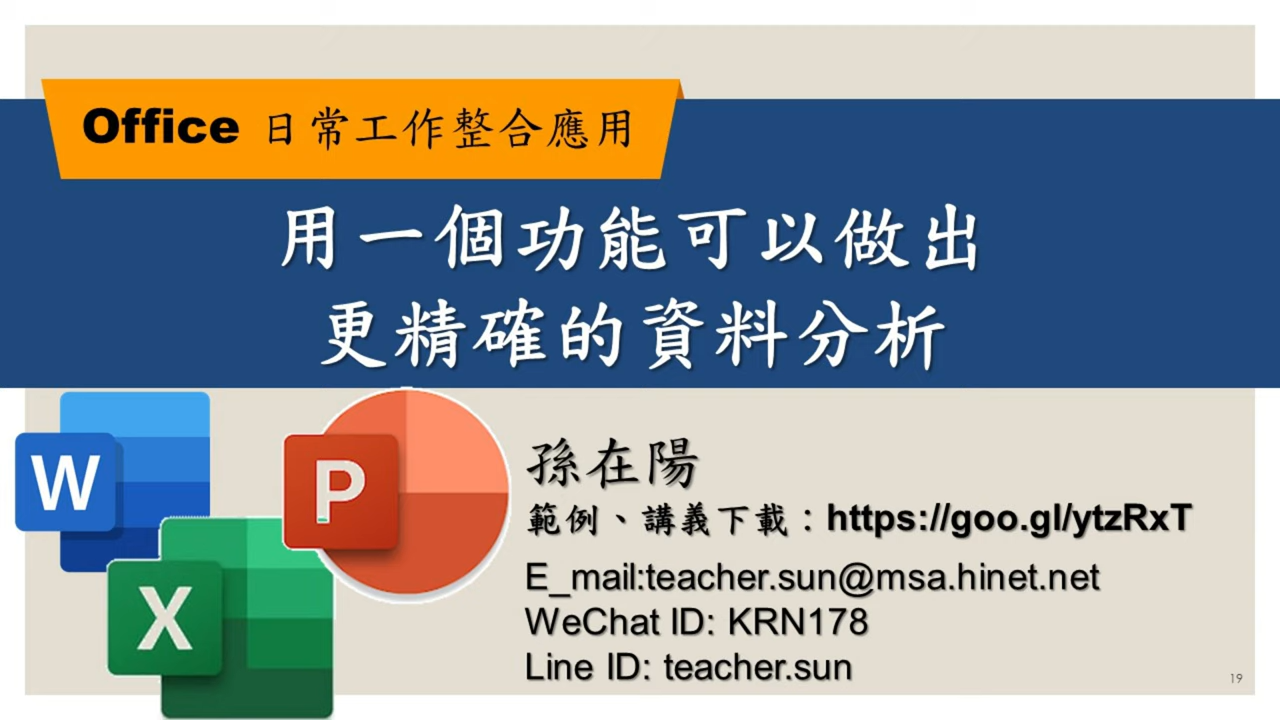 Office 日常工作整合應用
用一個功能可以做出
更精確的資料分析
孫在陽
範例、講義下載：https://goo.gl/ytzRxT
E_mail:teacher.sun@msa.hinet.net
WeChat ID: KRN178
Line ID: teacher.sun
W
P
X
19